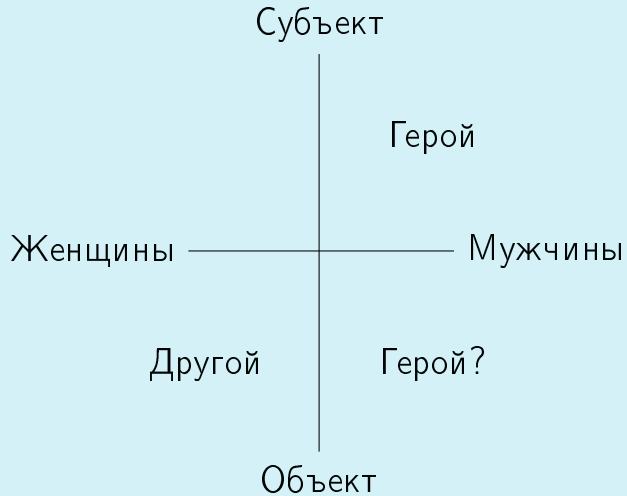 Субъект
Герой
Женщины Мужчины
Другой Герой?
Объект